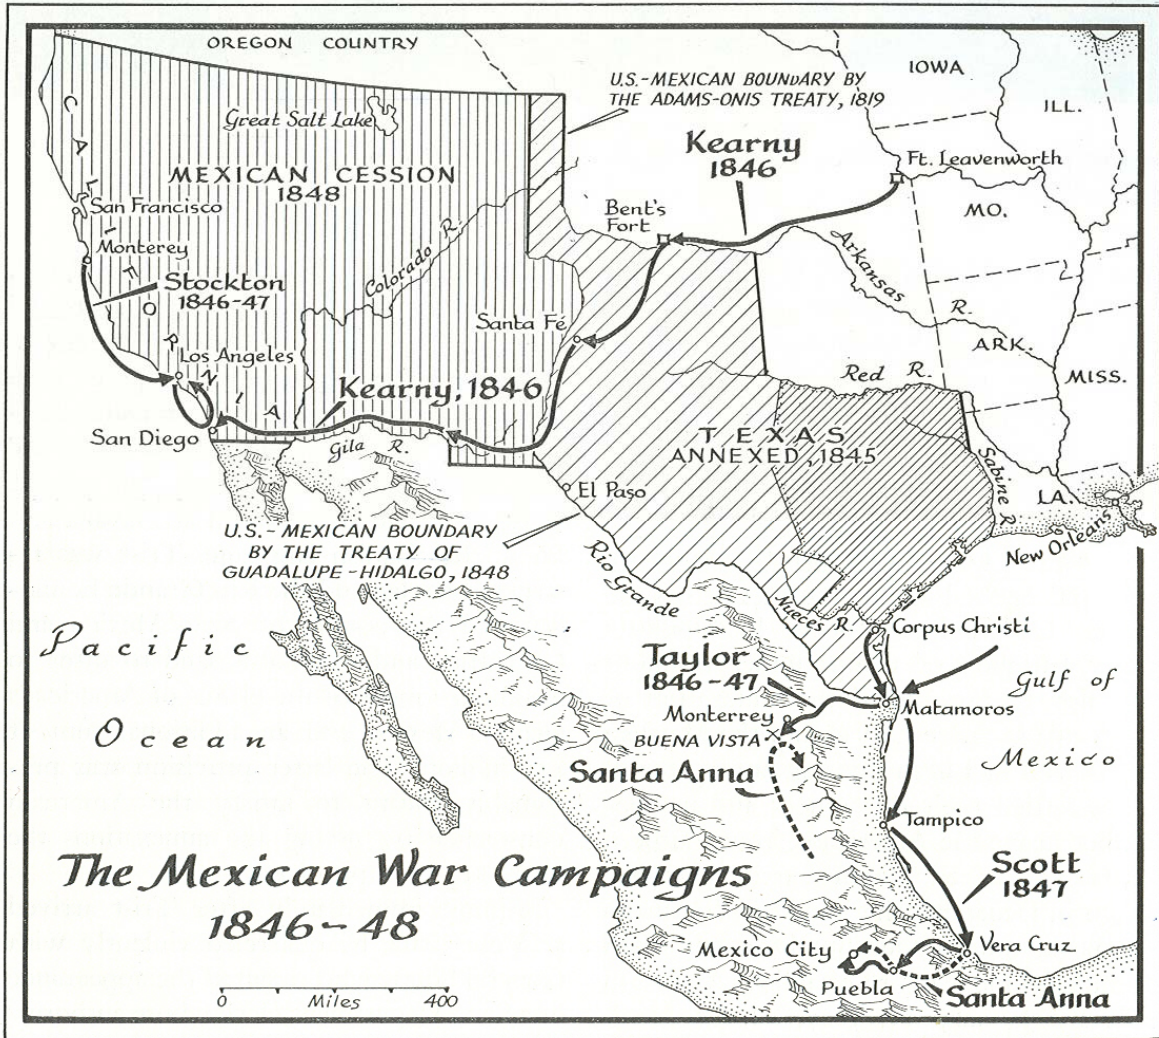 OREGON COUNTRY
IOWA
ILL.
U.S.-MEXICAN BOUNDARY BY
THE ADAMS-ONIS TREATY, 1819
Great Salt Lake
CALIFORNIA
Kearny
1846
Ft. Leavenworth
MEXICAN CESSION
1848
San Francisco
Bent's
Fort
MO.
Monterey
Colorado R.
Arkansas
R.
Stockton
1846-47
Santa Fé
ARK.
Los Angeles
Kearny, 1846
Red R.
MISS.
San Diego
Gila R.
TEXAS
ANNEXED, 1845
Sabine R.
El Paso
LA.
New Orleans
U.S.- MEXICAN BOUNDARY
BY THE TREATY OF
GUADALUPE-HIDALGO, 1848
Rio Grande
Nueces R.
Corpus Christi
Pacific
Ocean
Taylor
1846-47
Gulf of
Mexico
Monterrey
Matamoros
BUENA VISTA
Santa Anna
Tampico
The Mexican War Campaigns
1846-48
Scott
1847
Mexico City
Vera Cruz
Puebla
Santa Anna
0 Miles 400